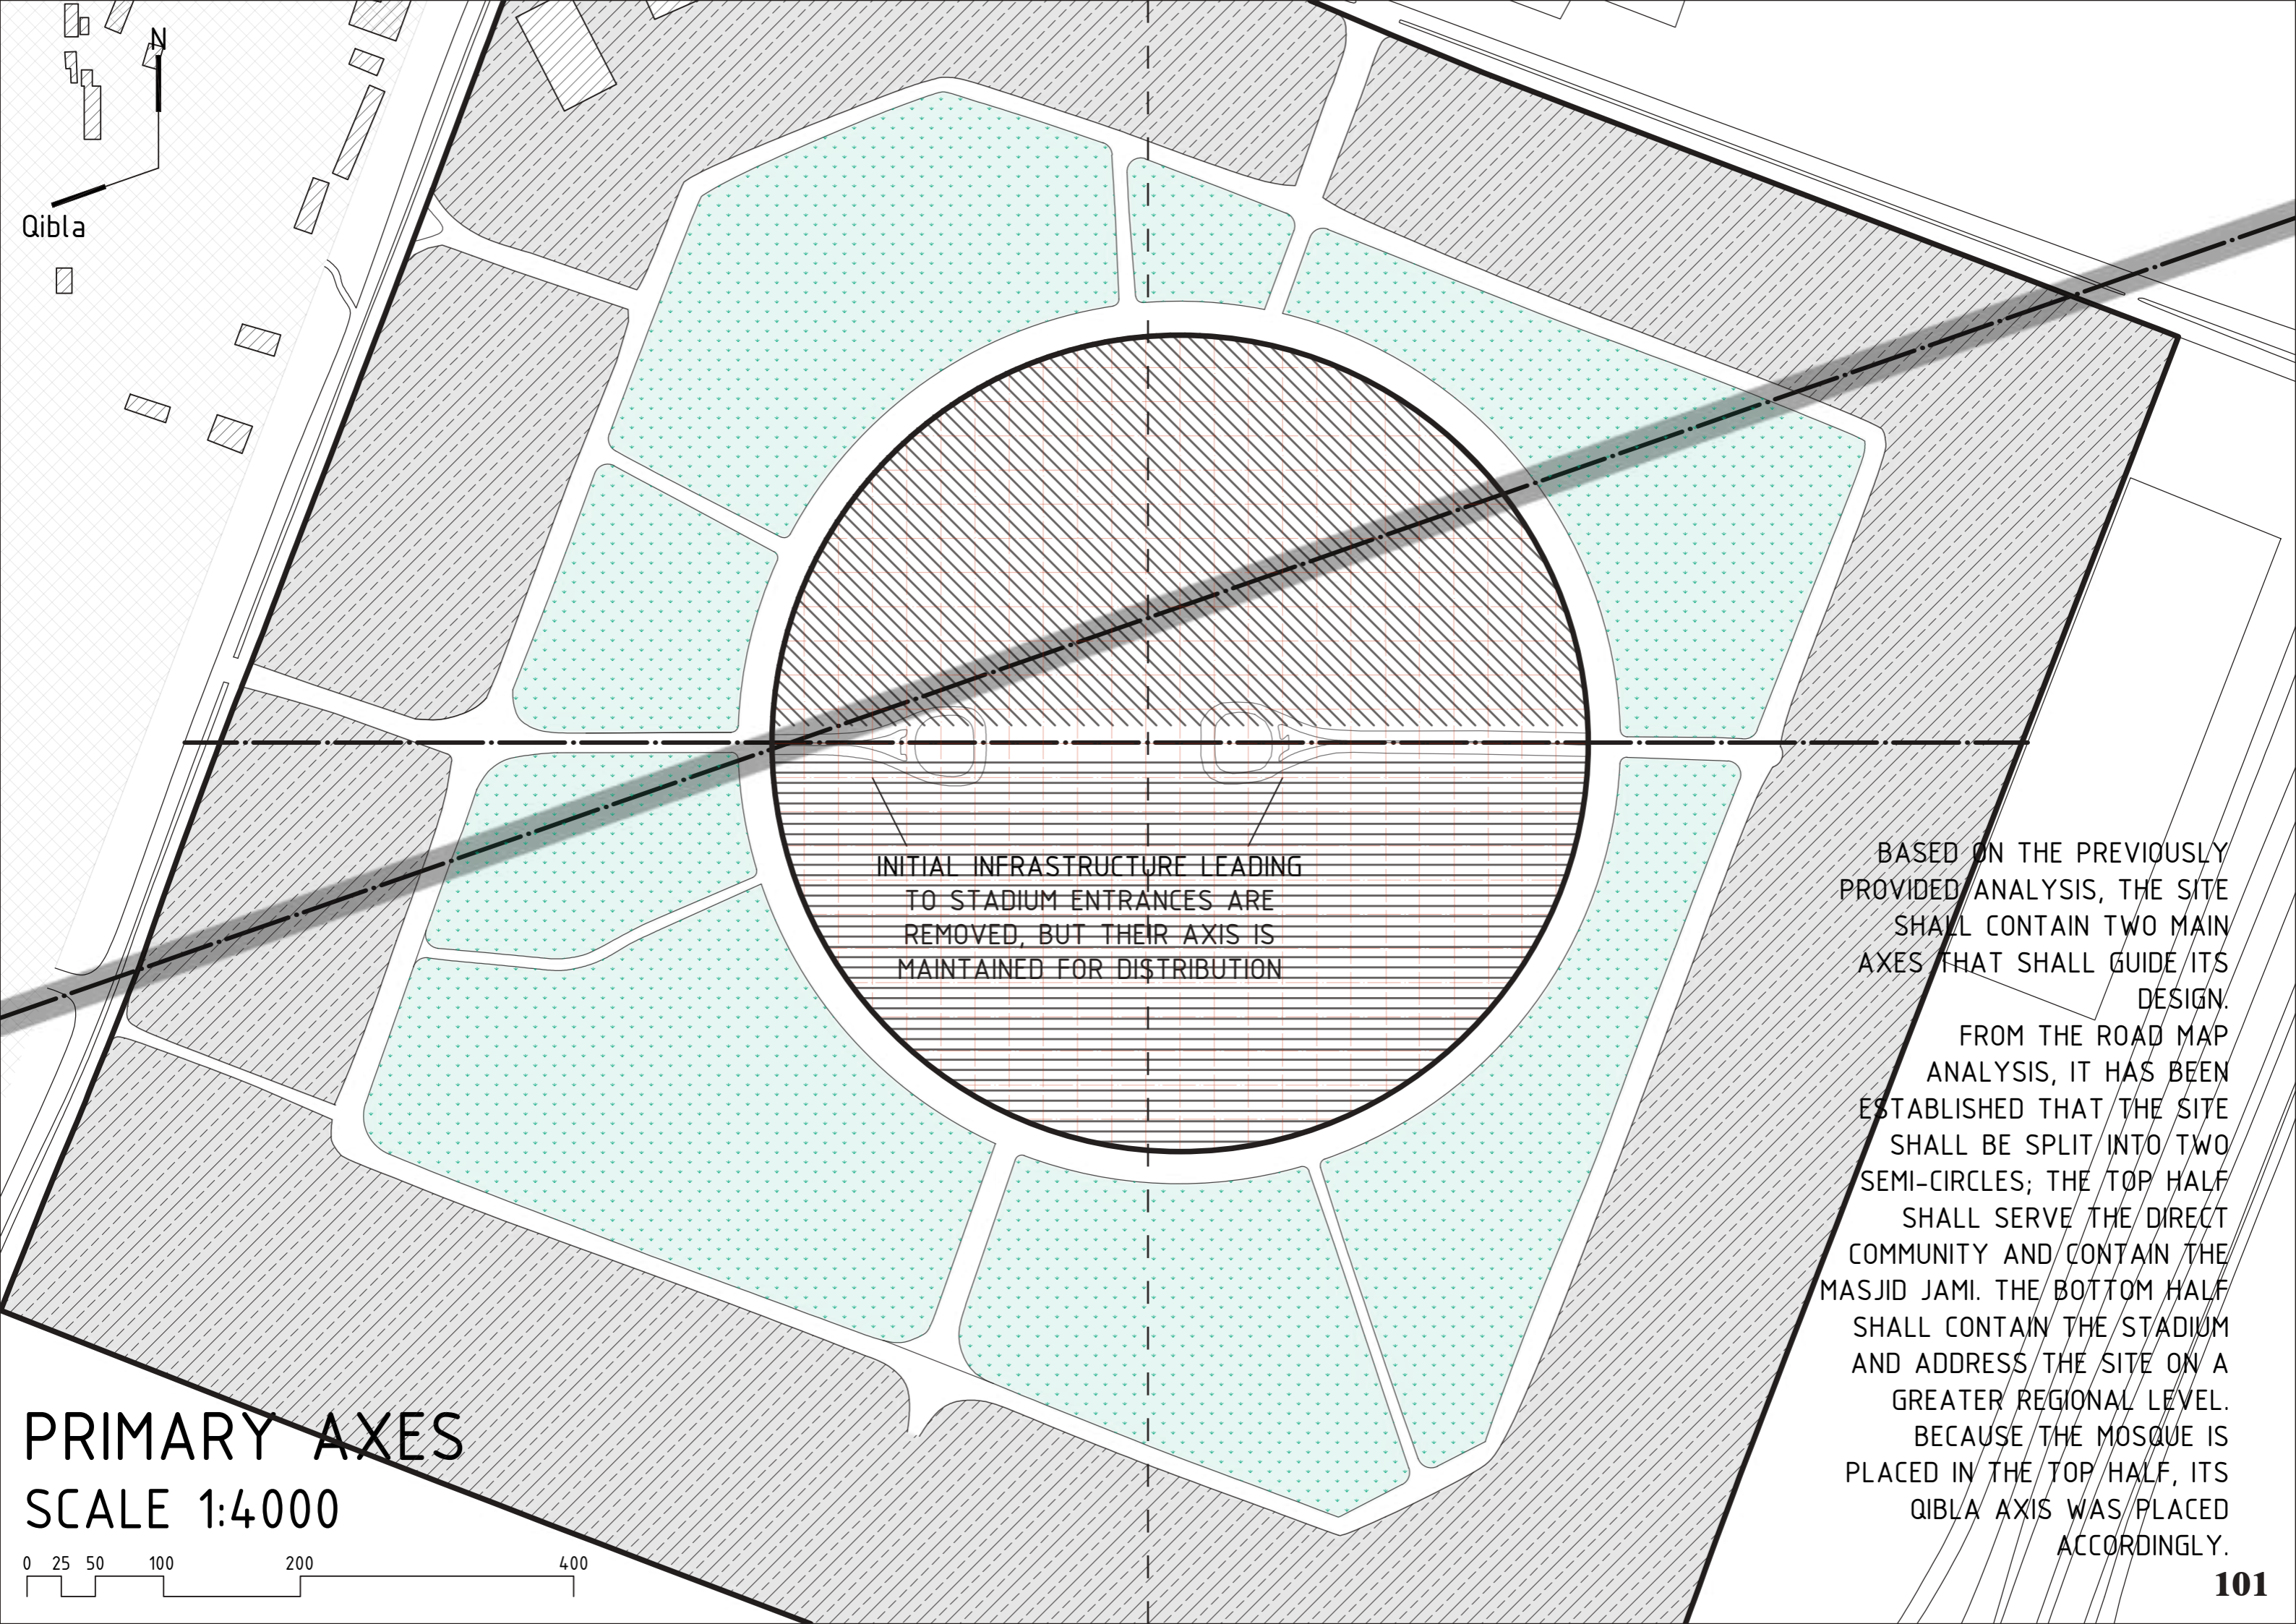 N
Qibla
INITIAL INFRASTRUCTURE LEADING
TO STADIUM ENTRANCES ARE
REMOVED, BUT THEIR AXIS IS
MAINTAINED FOR DISTRIBUTION
BASED ON THE PREVIOUSLY
PROVIDED ANALYSIS, THE SITE
SHALL CONTAIN TWO MAIN
AXES THAT SHALL GUIDE ITS
DESIGN.
FROM THE ROAD MAP
ANALYSIS, IT HAS BEEN
ESTABLISHED THAT THE SITE
SHALL BE SPLIT INTO TWO
SEMI-CIRCLES; THE TOP HALF
SHALL SERVE THE DIRECT
COMMUNITY AND CONTAIN THE
MASJID JAMI. THE BOTTOM HALF
SHALL CONTAIN THE STADIUM
AND ADDRESS THE SITE ON A
GREATER REGIONAL LEVEL.
BECAUSE THE MOSQUE IS
PLACED IN THE TOP HALF, ITS
QIBLA AXIS WAS PLACED
ACCORDINGLY.
PRIMARY AXES
SCALE 1:4000
0 25 50 100 200 400
101